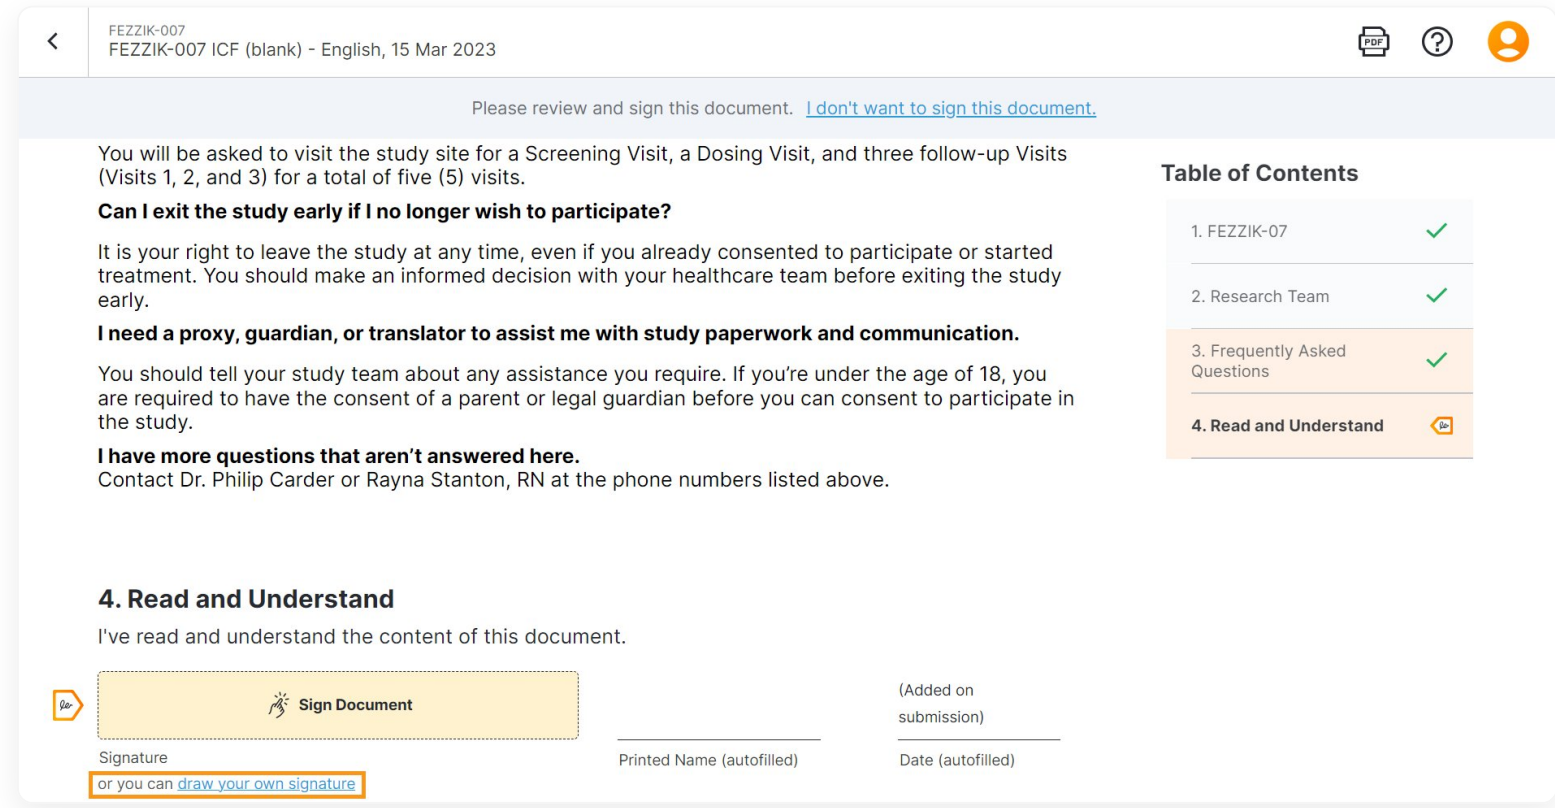 FEZZIK-007
FEZZIK-007 ICF (blank) - English, 15 Mar 2023
PDF
Please review and sign this document. I don't want to sign this document.
You will be asked to visit the study site for a Screening Visit, a Dosing Visit, and three follow-up Visits
(Visits 1, 2, and 3) for a total of five (5) visits.
Can I exit the study early if I no longer wish to participate?
It is your right to leave the study at any time, even if you already consented to participate or started
treatment. You should make an informed decision with your healthcare team before exiting the study
early.
I need a proxy, guardian, or translator to assist me with study paperwork and communication.
You should tell your study team about any assistance you require. If you’re under the age of 18, you
are required to have the consent of a parent or legal guardian before you can consent to participate in
the study.
I have more questions that aren’t answered here.
Contact Dr. Philip Carder or Rayna Stanton, RN at the phone numbers listed above.
Table of Contents
1. FEZZIK-07
2. Research Team
3. Frequently Asked
Questions
4. Read and Understand
4. Read and Understand
I've read and understand the content of this document.
Sign Document
Signature
or you can draw your own signature
Printed Name (autofilled)
(Added on
submission)
Date (autofilled)